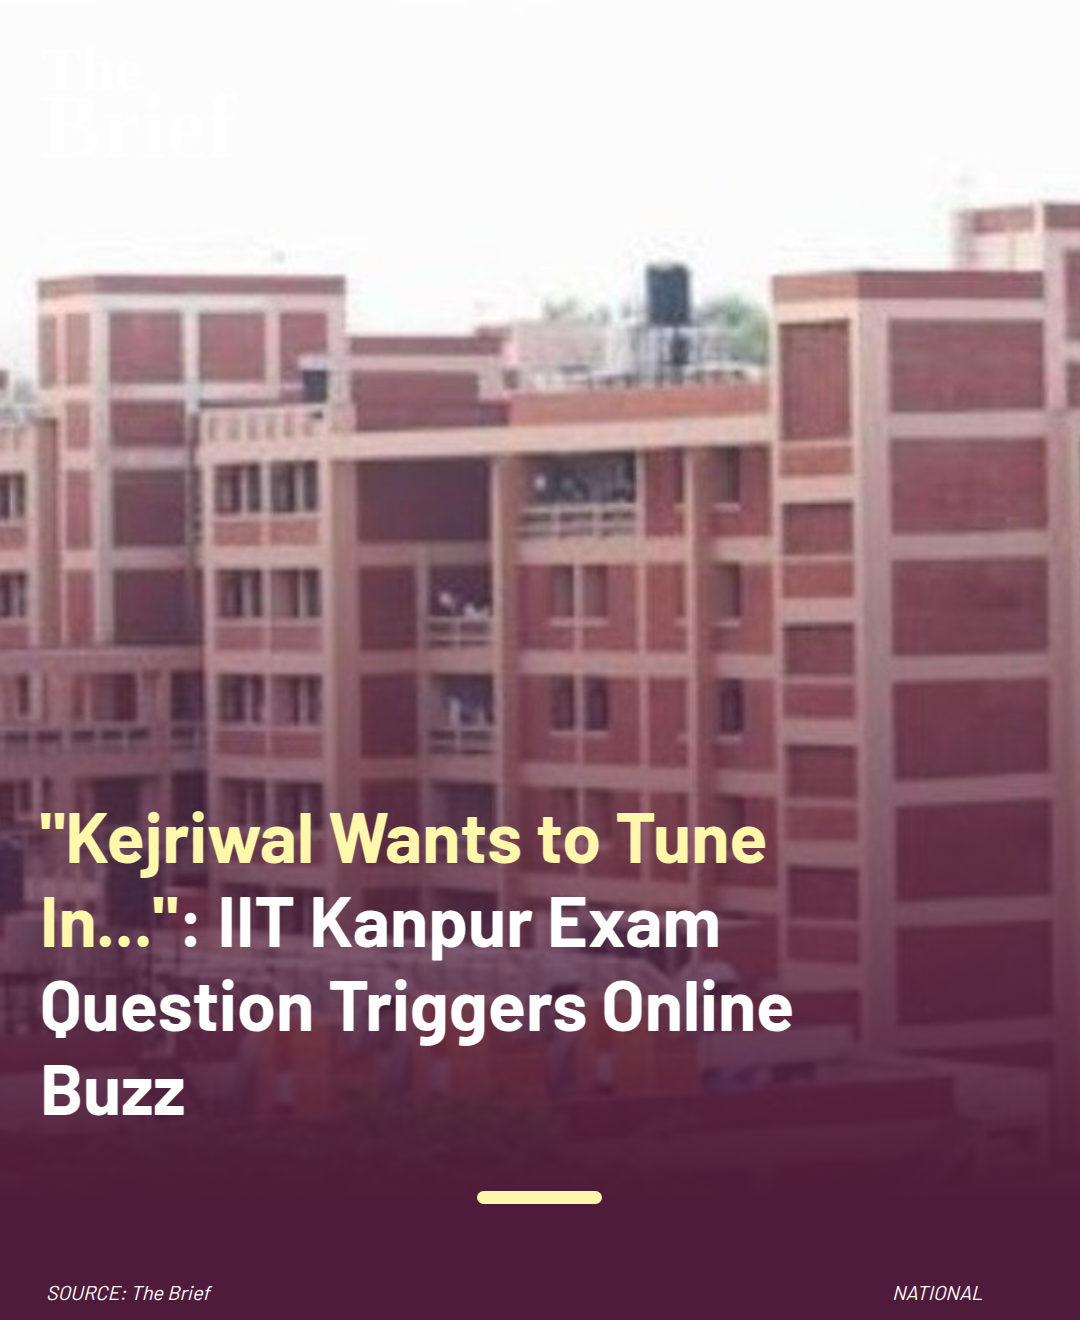 The
Brief
"Kejriwal Wants to Tune
In...": IIT Kanpur Exam
Question Triggers Online
Buzz
SOURCE: The Brief
NATIONAL